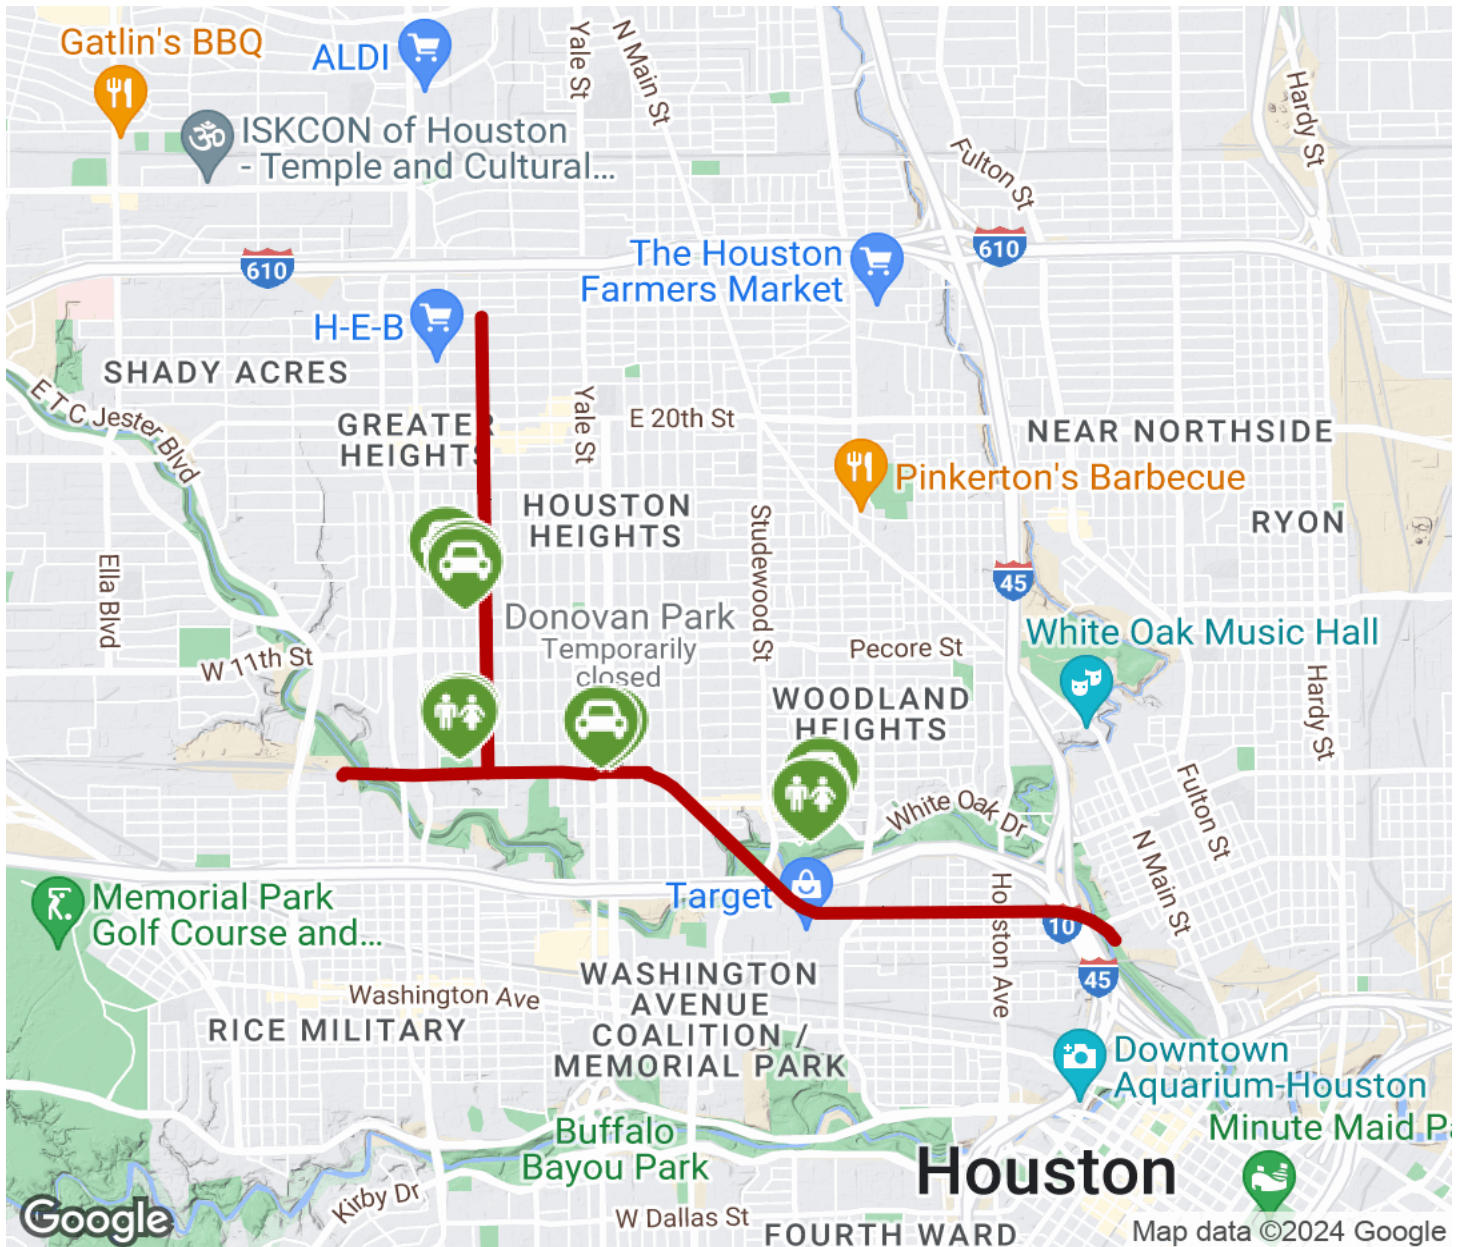 Gatlin's BBQ
ALDI
Yale St
N Main St
ISKCON of Houston
- Temple and Cultural...
Hardy St
Fulton St
610
The Houston
Farmers Market
610
H-E-B
SHADY ACRES
E T C Jester Blvd
GREATER
HEIGHTS
Yale St
E 20th St
NEAR NORTHSIDE
Pinkerton's Barbecue
HOUSTON
HEIGHTS
Studewood St
RYON
Ella Blvd
45
Donovan Park
Temporarily
closed
White Oak Music Hall
W 11th St
Pecore St
WOODLAND
HEIGHTS
Hardy St
Fulton St
White Oak Dr
N Main St
Target
Memorial Park
Golf Course and...
Houston Ave
10
45
WASHINGTON
AVENUE
COALITION /
MEMORIAL PARK
Washington Ave
RICE MILITARY
Downtown
Aquarium-Houston
Buffalo
Bayou Park
Minute Maid Pa
Houston
Kirby Dr
W Dallas St
FOURTH WARD
Google
Map data ©2024 Google